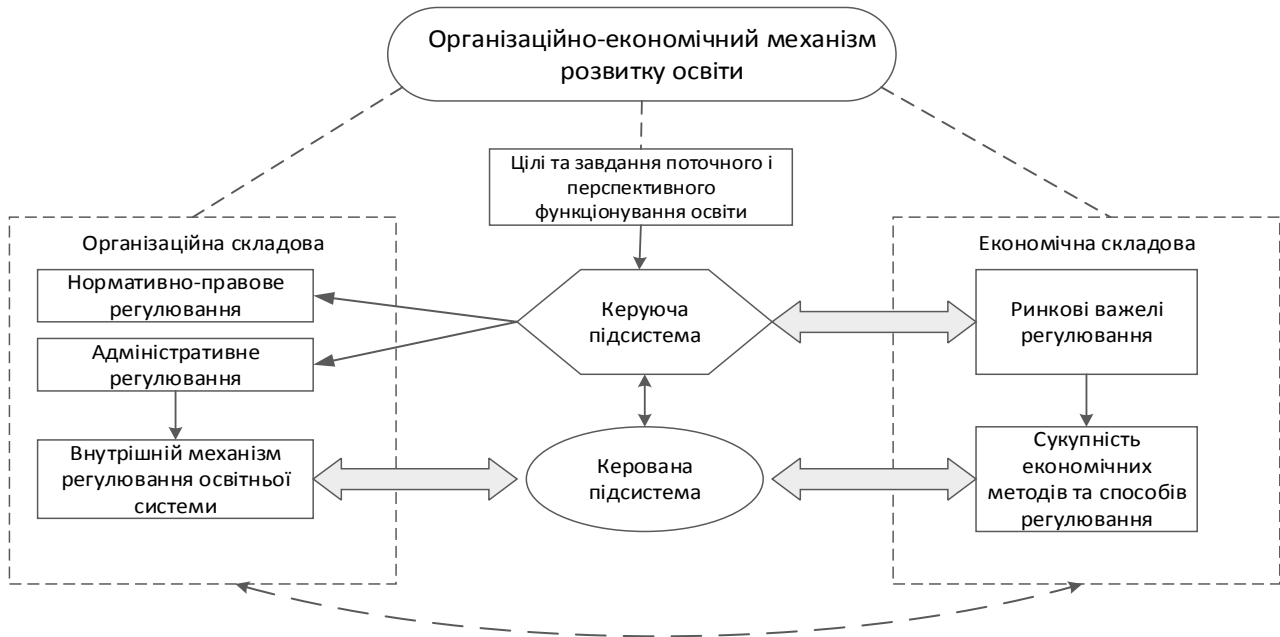 Організаційно-економічний механізм
розвитку освіти
Цілі та завдання поточного і
перспективного
функціонування освіти
Організаційна складова
Нормативно-правове
регулювання
Адміністративне
регулювання
Внутрішній механізм
регулювання освітньої
системи
Керуюча
підсистема
Керована
підсистема
Економічна складова
Ринкові важелі
регулювання
Сукупність
економічних
методів та способів
регулювання